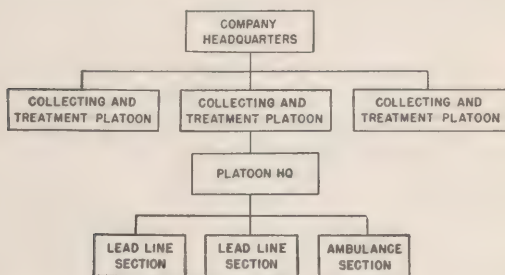 COMPANY
HEADQUARTERS
COLLECTING AND
TREATMENT PLATOON
COLLECTING AND
TREATMENT PLATOON
COLLECTING AND
TREATMENT PLATOON
PLATOON HQ
LEAD LINE
SECTION
LEAD LINE
SECTION
AMBULANCE
SECTION